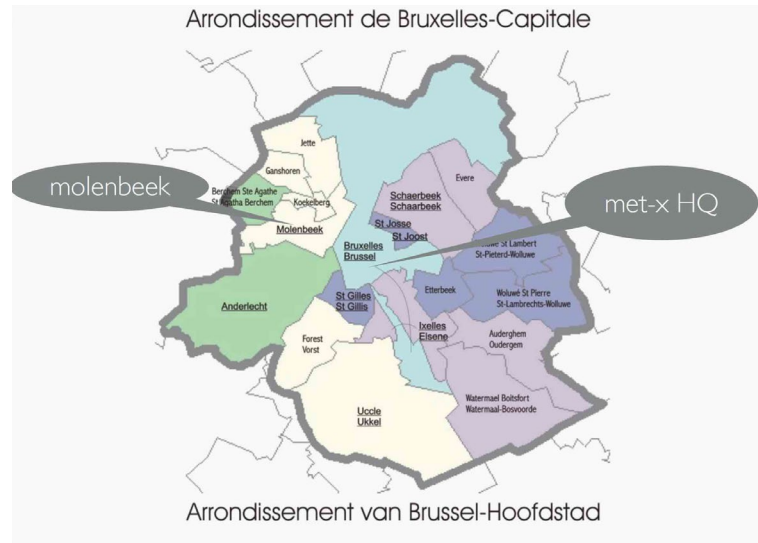 Arrondissement de Bruxelles-Capitale
Jette
Ganshoren
Evere
molenbeek
Berchem Ste Agathe
St Agatha Berchem
Koekelberg
Schaerbeek
Schaarbeek
met-x HQ
Molenbeek
St Josse
St Joost
Bruxelles
Brussel
St Lambert
St-Pieterd-Wolluwe
Anderlecht
St Gilles
St Gillis
Etterbeek
Woluwé St Pierre
St-Lambrechts-Wolluwe
Ixelles
Elsene
Forest
Vorst
Auderghem
Oudergem
Uccle
Ukkel
Watermael Boitsfort
Watermaal-Bosvoorde
Arrondissement van Brussel-Hoofdstad